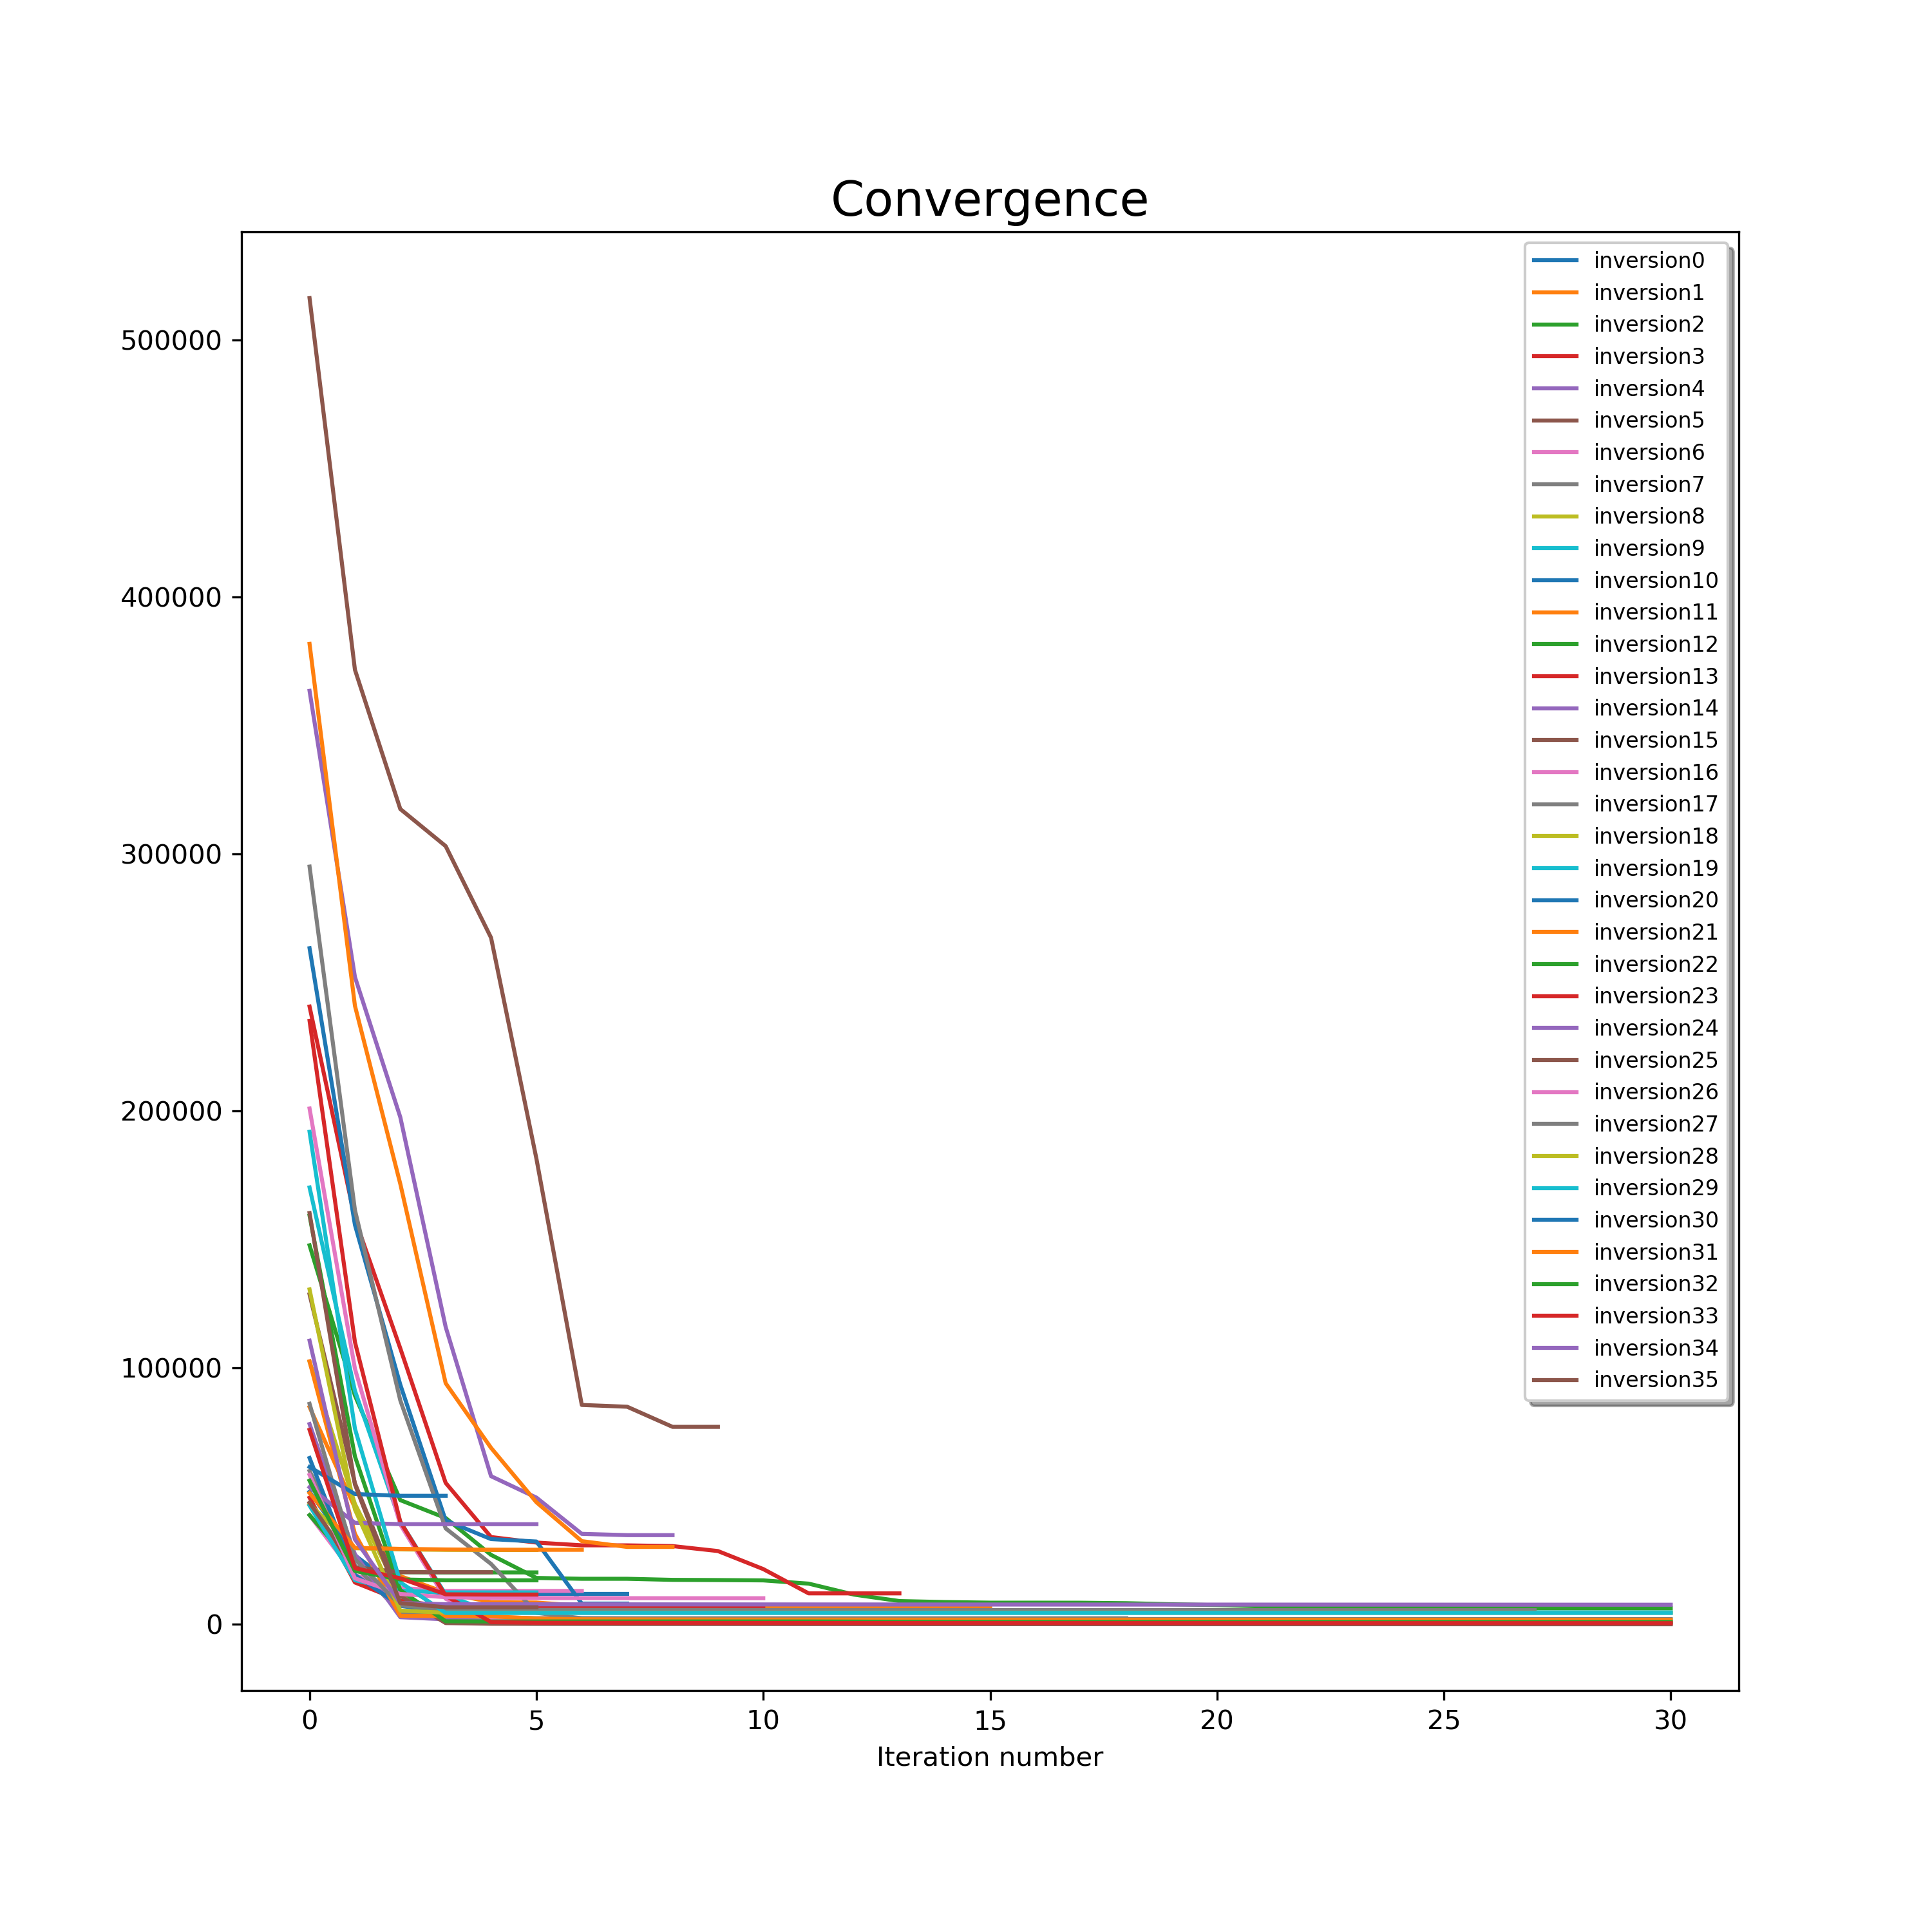 Convergence
500000
400000
300000
200000
100000
0
0 5 10 15 20 25 30
Iteration number
inversion0
inversion1
inversion2
inversion3
inversion4
inversion5
inversion6
inversion7
inversion8
inversion9
inversion10
inversion11
inversion12
inversion13
inversion14
inversion15
inversion16
inversion17
inversion18
inversion19
inversion20
inversion21
inversion22
inversion23
inversion24
inversion25
inversion26
inversion27
inversion28
inversion29
inversion30
inversion31
inversion32
inversion33
inversion34
inversion35